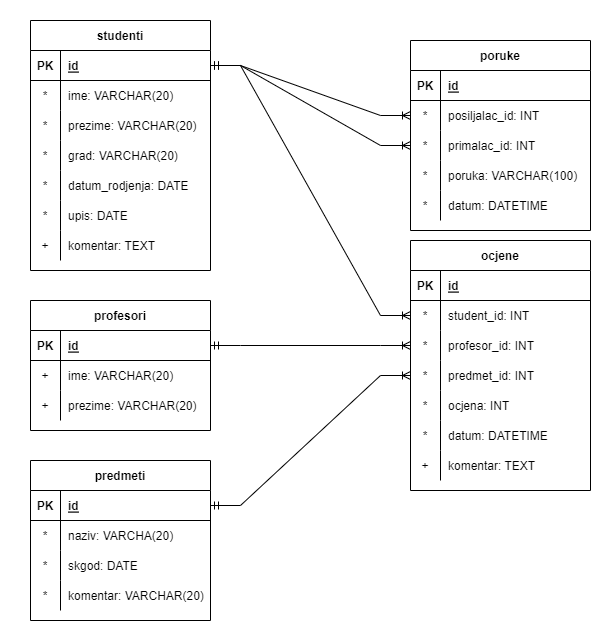 studenti
PK id
* ime: VARCHAR(20)
* prezime: VARCHAR(20)
* grad: VARCHAR(20)
* datum_rodjenja: DATE
* upis: DATE
+ komentar: TEXT
poruke
PK id
* posiljalac_id: INT
* primalac_id: INT
* poruka: VARCHAR(100)
* datum: DATETIME
ocjene
PK id
* student_id: INT
* profesor_id: INT
* predmet_id: INT
* ocjena: INT
* datum: DATETIME
+ komentar: TEXT
profesori
PK id
+ ime: VARCHAR(20)
+ prezime: VARCHAR(20)
predmeti
PK id
* naziv: VARCHA(20)
* skgod: DATE
* komentar: VARCHAR(20)